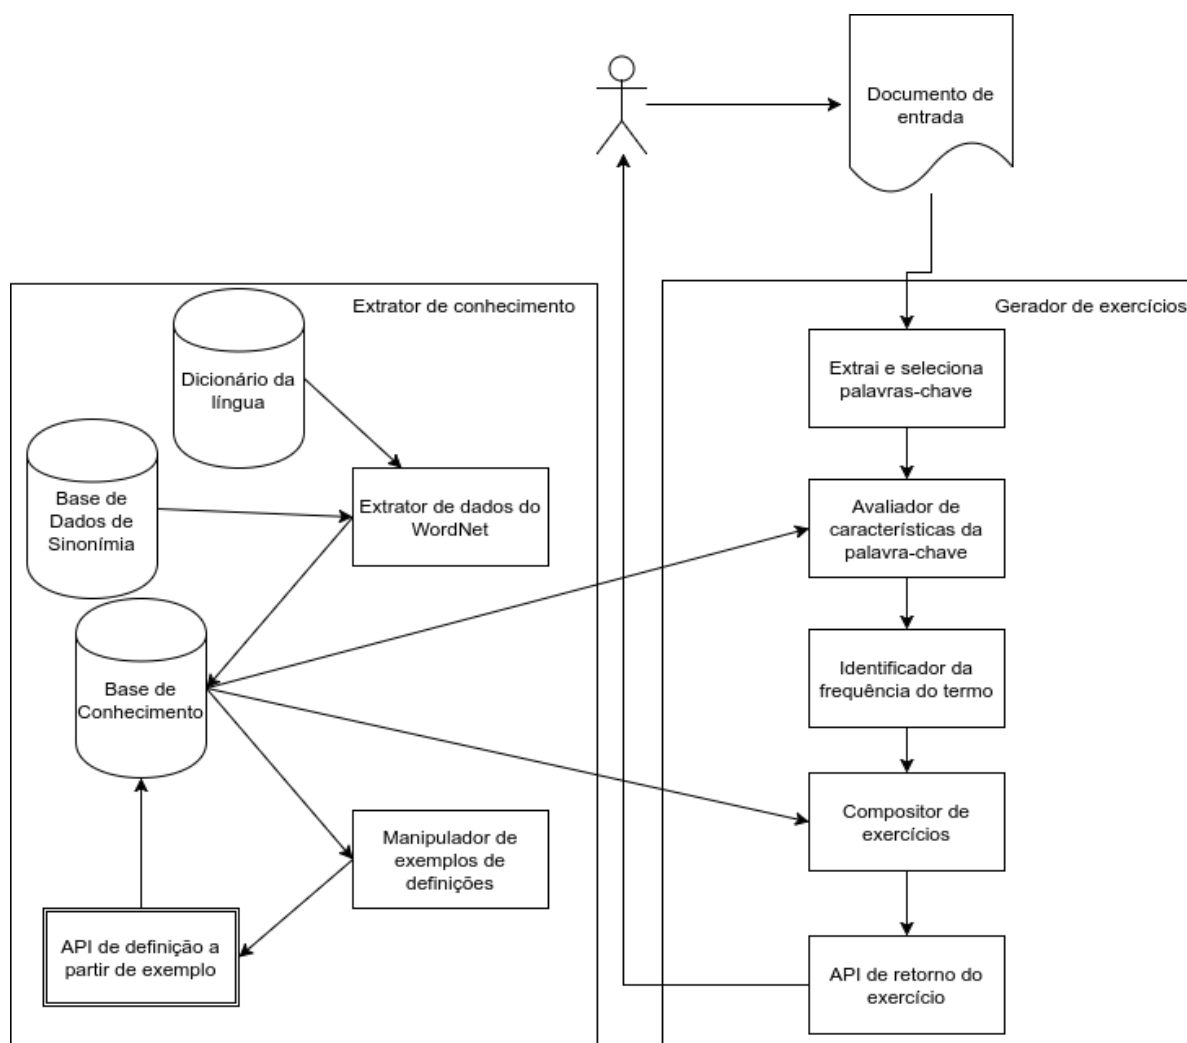 Documento de
entrada
Extrator de conhecimento
Dicionário da
língua
Base de
Dados de
Sinonímia
Extrator de dados do
WordNet
Base de
Conhecimento
Manipulador de
exemplos de
definições
API de definição a
partir de exemplo
Gerador de exercícios
Extrai e seleciona
palavras-chave
Avaliador de
características da
palavra-chave
Identificador da
frequência do termo
Compositor de
exercícios
API de retorno do
exercício